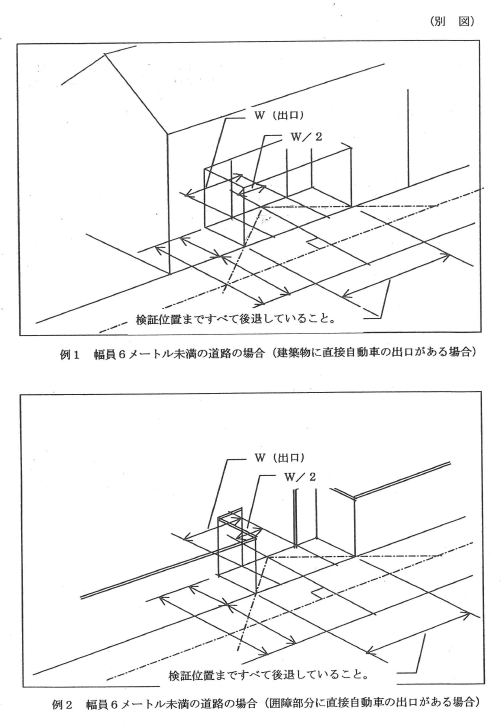 （別　図）
W（出口）
W／2
検証位置まですべて後退していること。
例１　幅員６メートル未満の道路の場合（建築物に直接自動車の出口がある場合）
W（出口）
W／2
検証位置まですべて後退していること。
例２　幅員６メートル未満の道路の場合（囲障部分に直接自動車の出口がある場合）